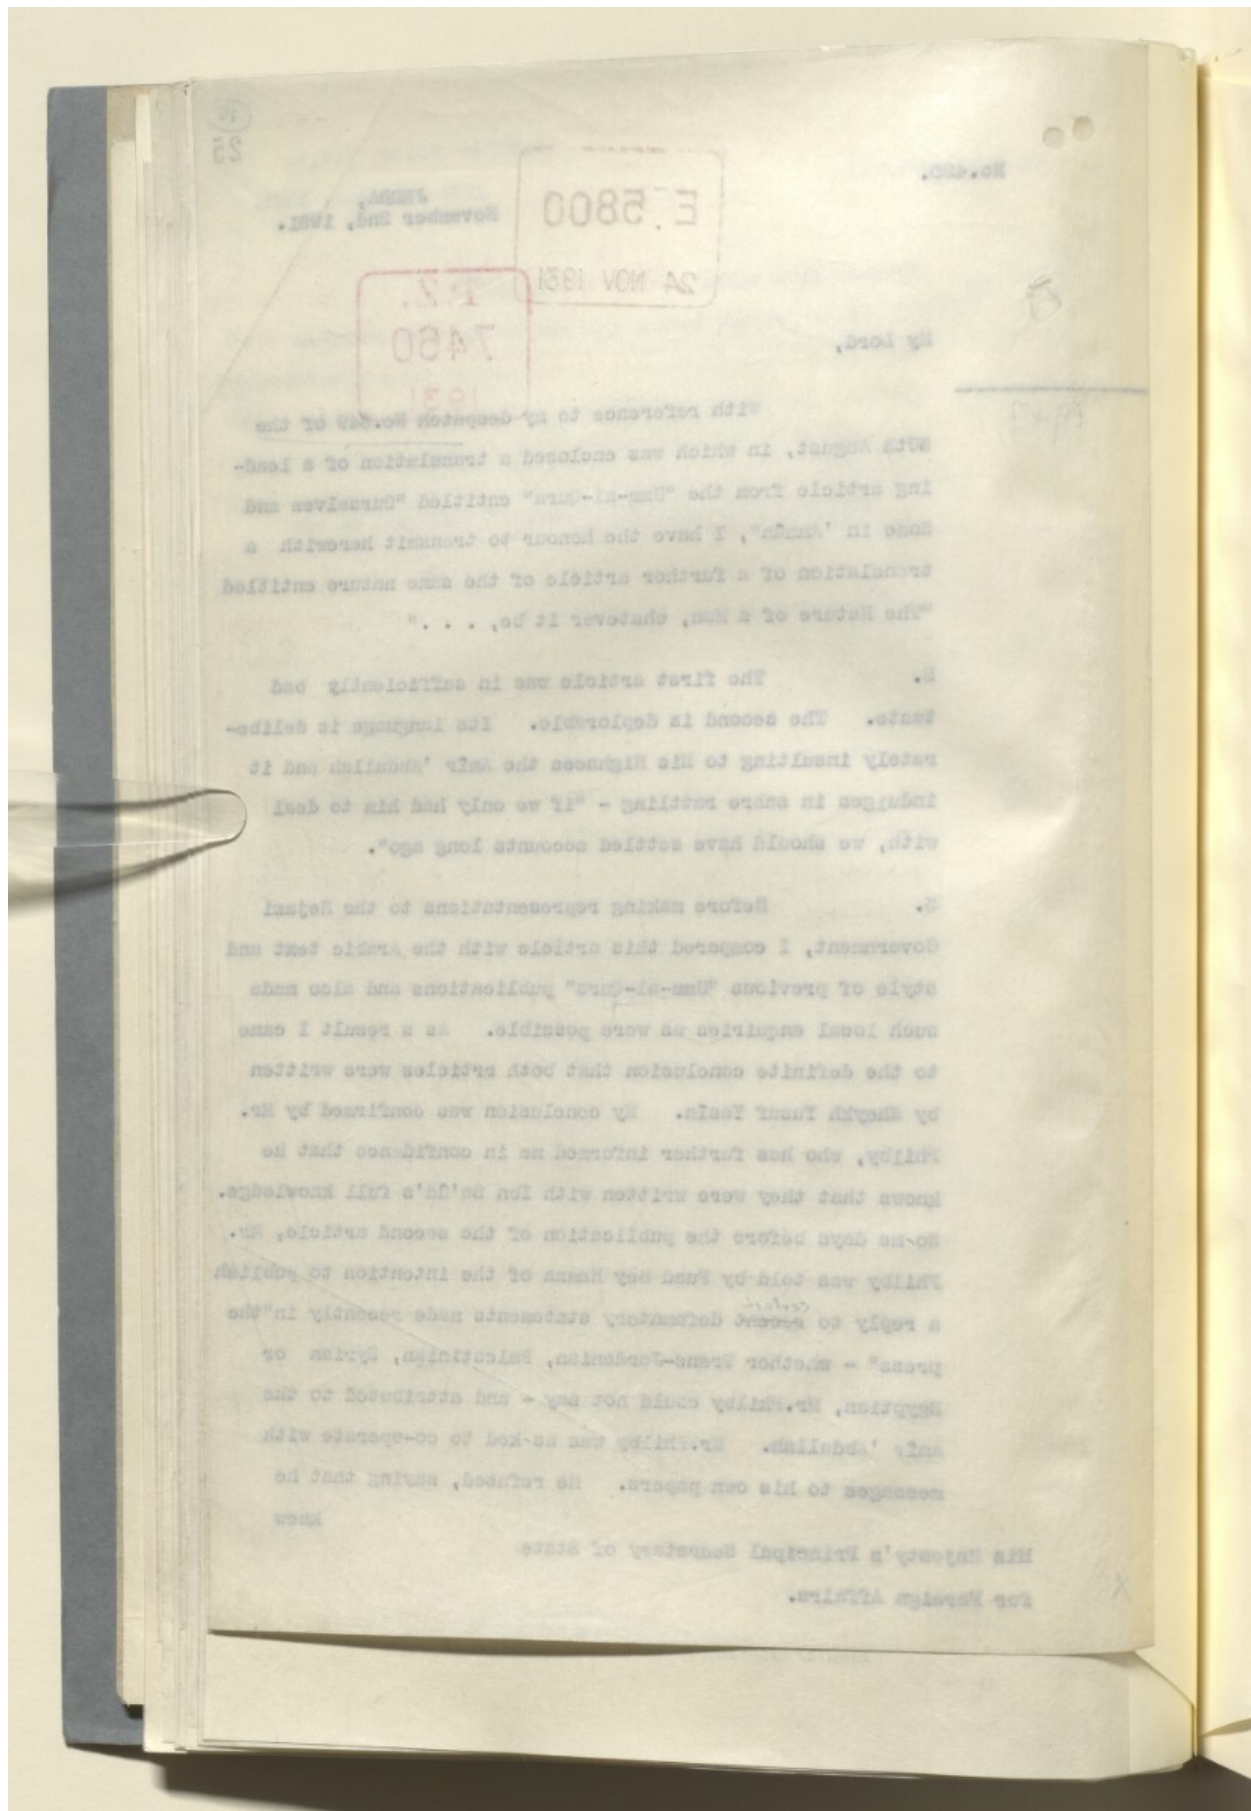 25
No.420.
E 5800
24 NOV 1931
JEDDA,
November 2nd, 1931.
P.Z.
7460
1931
My Lord,
With reference to my despatch No.349 of the
27th August, in which was enclosed a translation of a lead-
ing article from the "Umm-al-Qura" entitled "Ourselves and
Some in 'Ammān", I have the honour to transmit herewith a
translation of a further article of the same nature entitled
"The Nature of a Man, whatever it be, . . ."
2. The first article was in sufficiently bad
taste. The second is deplorable. Its language is delibe-
rately insulting to His Highness the Amīr 'Abdullah and it
indulges in sabre rattling - "if we only had him to deal
with, we should have settled accounts long ago".
3. Before making representations to the Hejazi
Government, I compared this article with the Arabic text and
style of previous "Umm-al-Qura" publications and also made
such local enquiries as were possible. As a result I came
to the definite conclusion that both articles were written
by Sheykh Yusuf Yasīn. My conclusion was confirmed by Mr.
Philby, who has further informed me in confidence that he
knows that they were written with Ibn Sa'ūd's full knowledge.
Some days before the publication of the second article, Mr.
Philby was told by Fuad Bey Hamza of the intention to publish
a reply to recent certain defamatory statements made recently in "the
press" - whether Trans-Jordanian, Palestinian, Syrian or
Egyptian, Mr.Philby could not say - and attributed to the
Amīr 'Abdullah. Mr.Philby was asked to co-operate with
messages to his own papers. He refused, saying that he
knew
His Majesty's Principal Secretary of State
for Foreign Affairs.
X